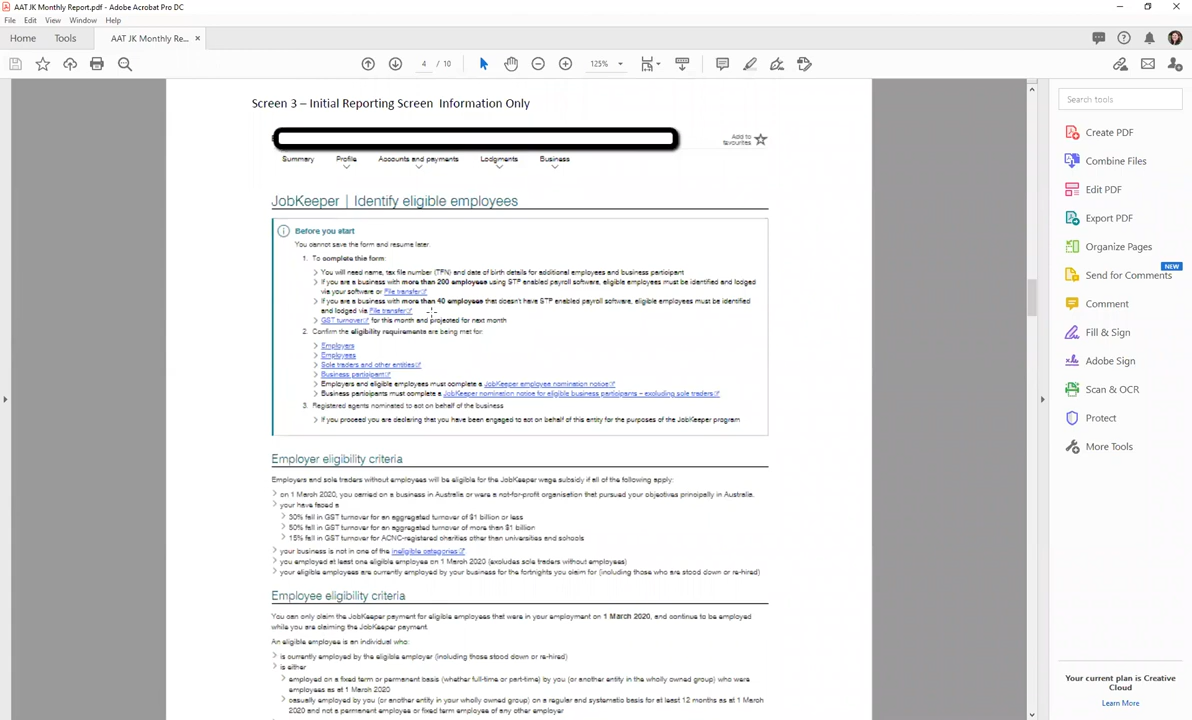 AAT JK Monthly Report.pdf - Adobe Acrobat Pro DC
File Edit View Window Help
Home Tools AAT JK Monthly Re... ×
4 / 10 125%
Screen 3 – Initial Reporting Screen Information Only
Add to
favourites
Summary Profile Accounts and payments Lodgments Business
JobKeeper | Identify eligible employees
Before you start
You cannot save the form and resume later.
1. To complete this form:
You will need name, tax file number (TFN) and date of birth details for additional employees and business participant
If you are a business with more than 200 employees using STP enabled payroll software, eligible employees must be identified and lodged
via your software or File transfer
If you are a business with more than 40 employees that doesn't have STP enabled payroll software, eligible employees must be identified
and lodged via File transfer
GST turnover for this month and projected for next month
2. Confirm the eligibility requirements are being met for:
Employers
Employees
Sole traders and other entities
Business participant
Employers and eligible employees must complete a JobKeeper employee nomination notice
Business participants must complete a JobKeeper nomination notice for eligible business participants – excluding sole traders
3. Registered agents nominated to act on behalf of the business
If you proceed you are declaring that you have been engaged to act on behalf of this entity for the purposes of the JobKeeper program
Employer eligibility criteria
Employers and sole traders without employees will be eligible for the JobKeeper wage subsidy if all of the following apply:
on 1 March 2020, you carried on a business in Australia or were a not-for-profit organisation that pursued your objectives principally in Australia.
your have faced a
30% fall in GST turnover for an aggregated turnover of $1 billion or less
50% fall in GST turnover for an aggregated turnover of more than $1 billion
15% fall in GST turnover for ACNC-registered charities other than universities and schools
your business is not in one of the ineligible categories
you employed at least one eligible employee on 1 March 2020 (excludes sole traders without employees)
your eligible employees are currently employed by your business for the fortnights you claim for (including those who are stood down or re-hired)
Employee eligibility criteria
You can only claim the JobKeeper payment for eligible employees that were in your employment on 1 March 2020, and continue to be employed
while you are claiming the JobKeeper payment.
An eligible employee is an individual who:
is currently employed by the eligible employer (including those stood down or re-hired)
is either
employed on a fixed term or permanent basis (whether full-time or part-time) by you (or another entity in the wholly owned group) who were
employees as at 1 March 2020
casually employed by you (or another entity in your wholly owned group) on a regular and systematic basis for at least 12 months as at 1 March
2020 and not a permanent employee or fixed term employee of any other employer
Search tools
Create PDF
Combine Files
Edit PDF
Export PDF
Organize Pages
NEW
Send for Comments
Comment
Fill & Sign
Adobe Sign
Scan & OCR
Protect
More Tools
Your current plan is Creative
Cloud
Learn More